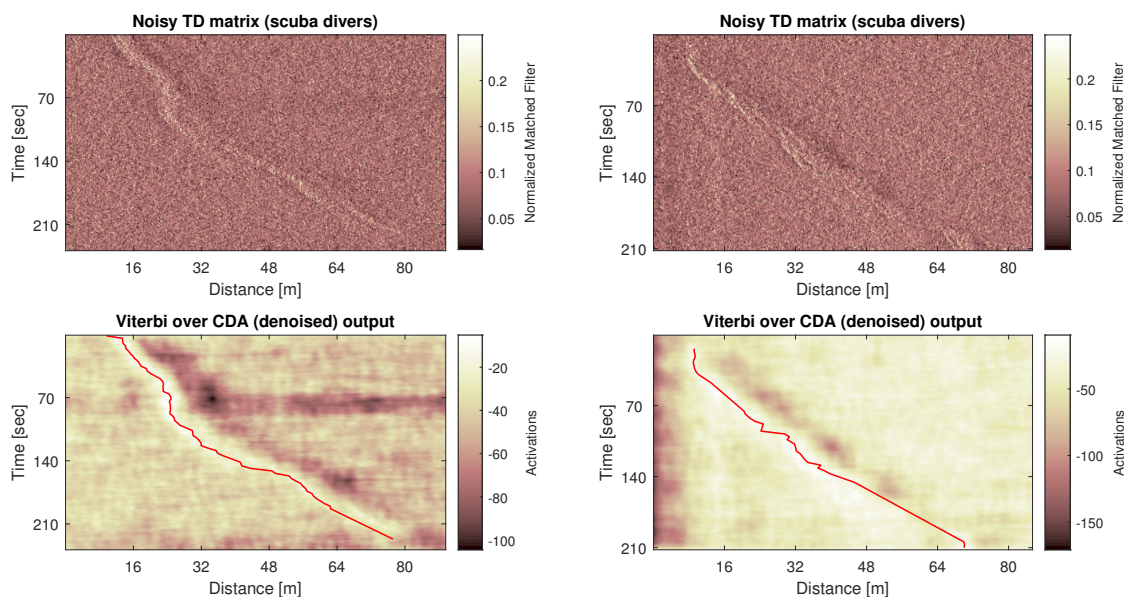 Noisy TD matrix (scuba divers)
Time [sec]
70
140
210
16 32 48 64 80
Distance [m]
0.2
0.15
0.1
0.05
Normalized Matched Filter
Noisy TD matrix (scuba divers)
Time [sec]
70
140
210
16 32 48 64 80
Distance [m]
0.2
0.15
0.1
0.05
Normalized Matched Filter
Viterbi over CDA (denoised) output
Time [sec]
70
140
210
16 32 48 64 80
Distance [m]
-20
-40
-60
-80
-100
Activations
Viterbi over CDA (denoised) output
Time [sec]
70
140
210
16 32 48 64 80
Distance [m]
-50
-100
-150
Activations